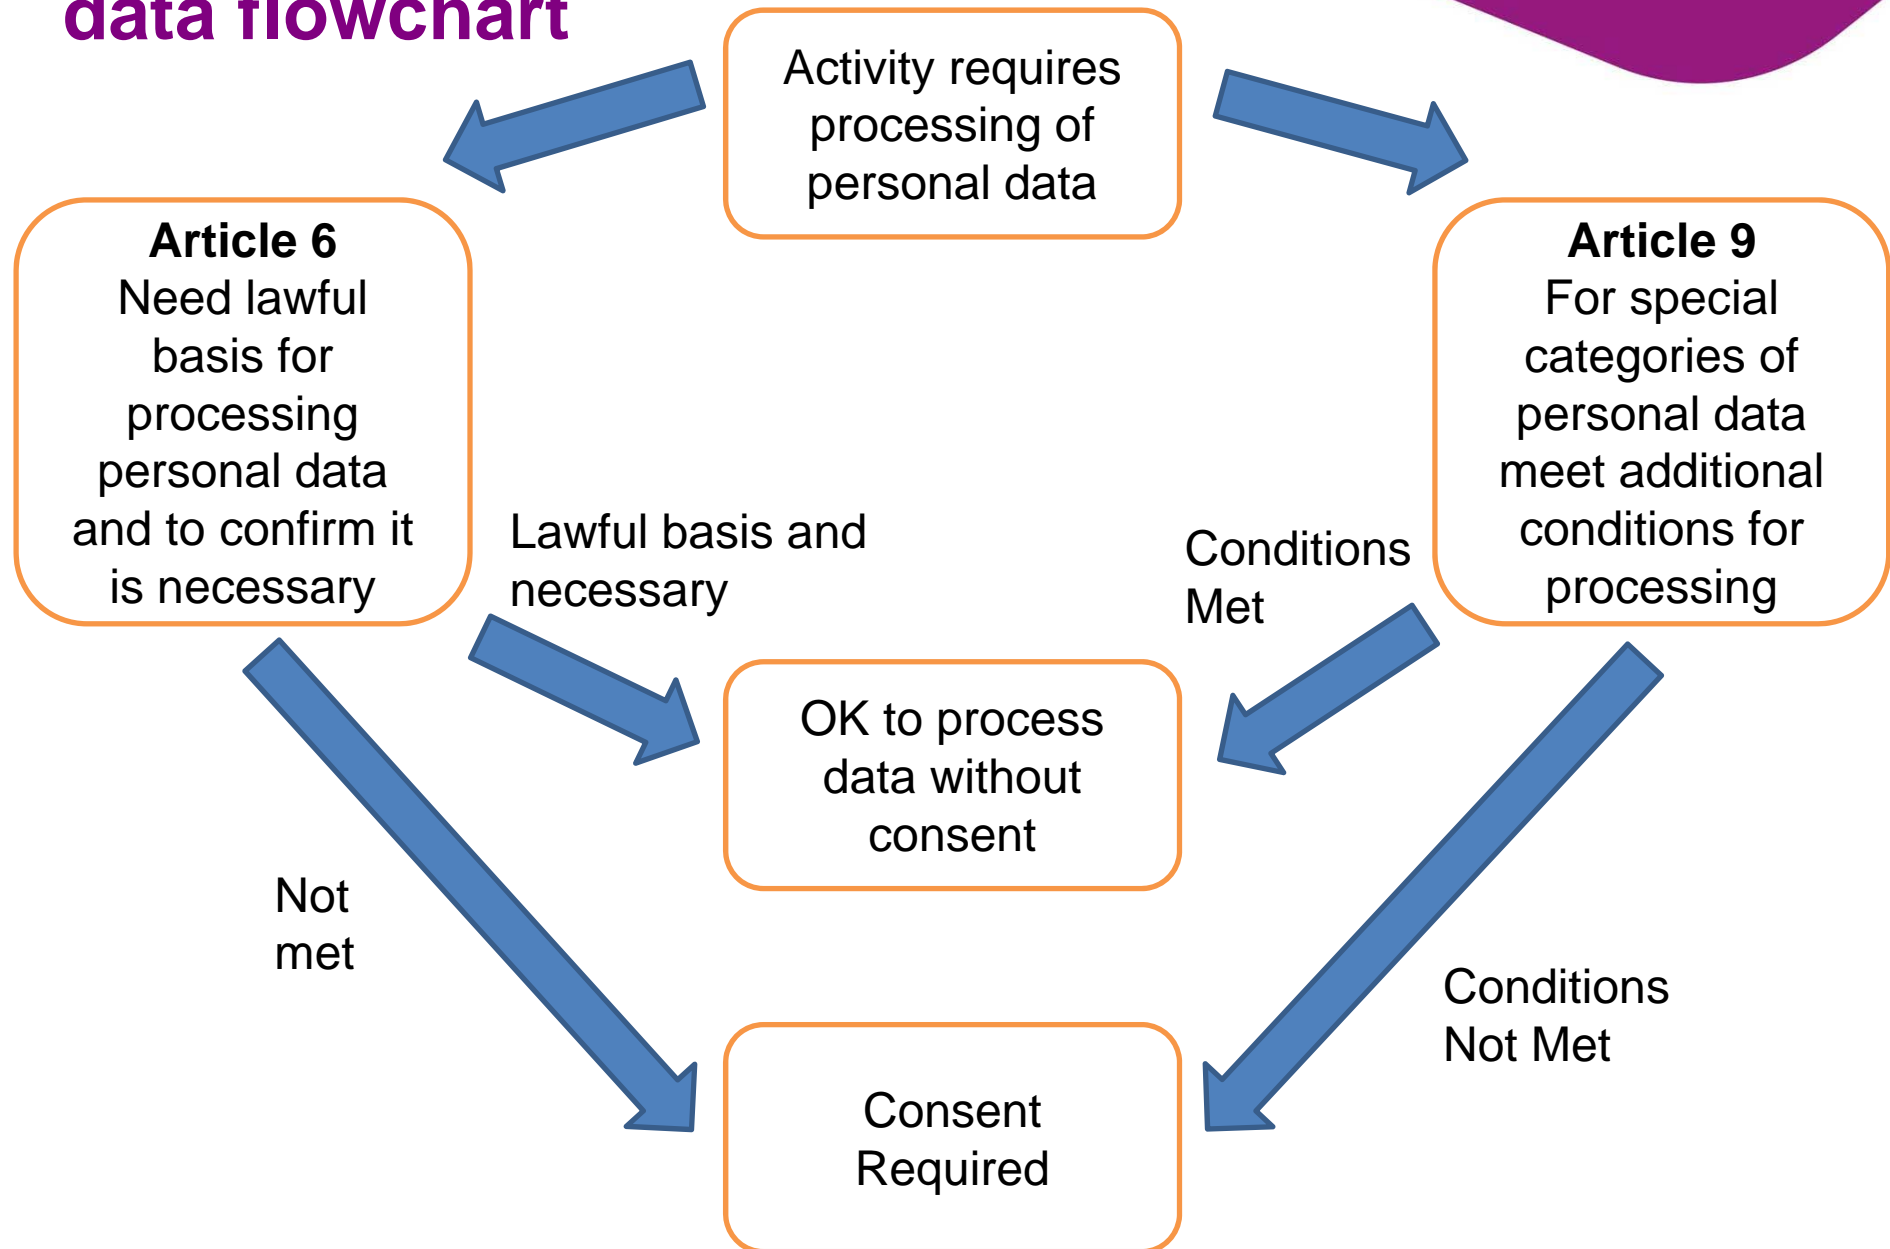 data flowchart
Activity requires
processing of
personal data
Article 6
Need lawful
basis for
processing
personal data
and to confirm it
is necessary
Article 9
For special
categories of
personal data
meet additional
conditions for
processing
Lawful basis and
necessary
Conditions
Met
OK to process
data without
consent
Not
met
Conditions
Not Met
Consent
Required